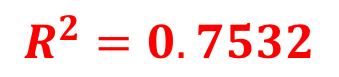 R² = 0.7532